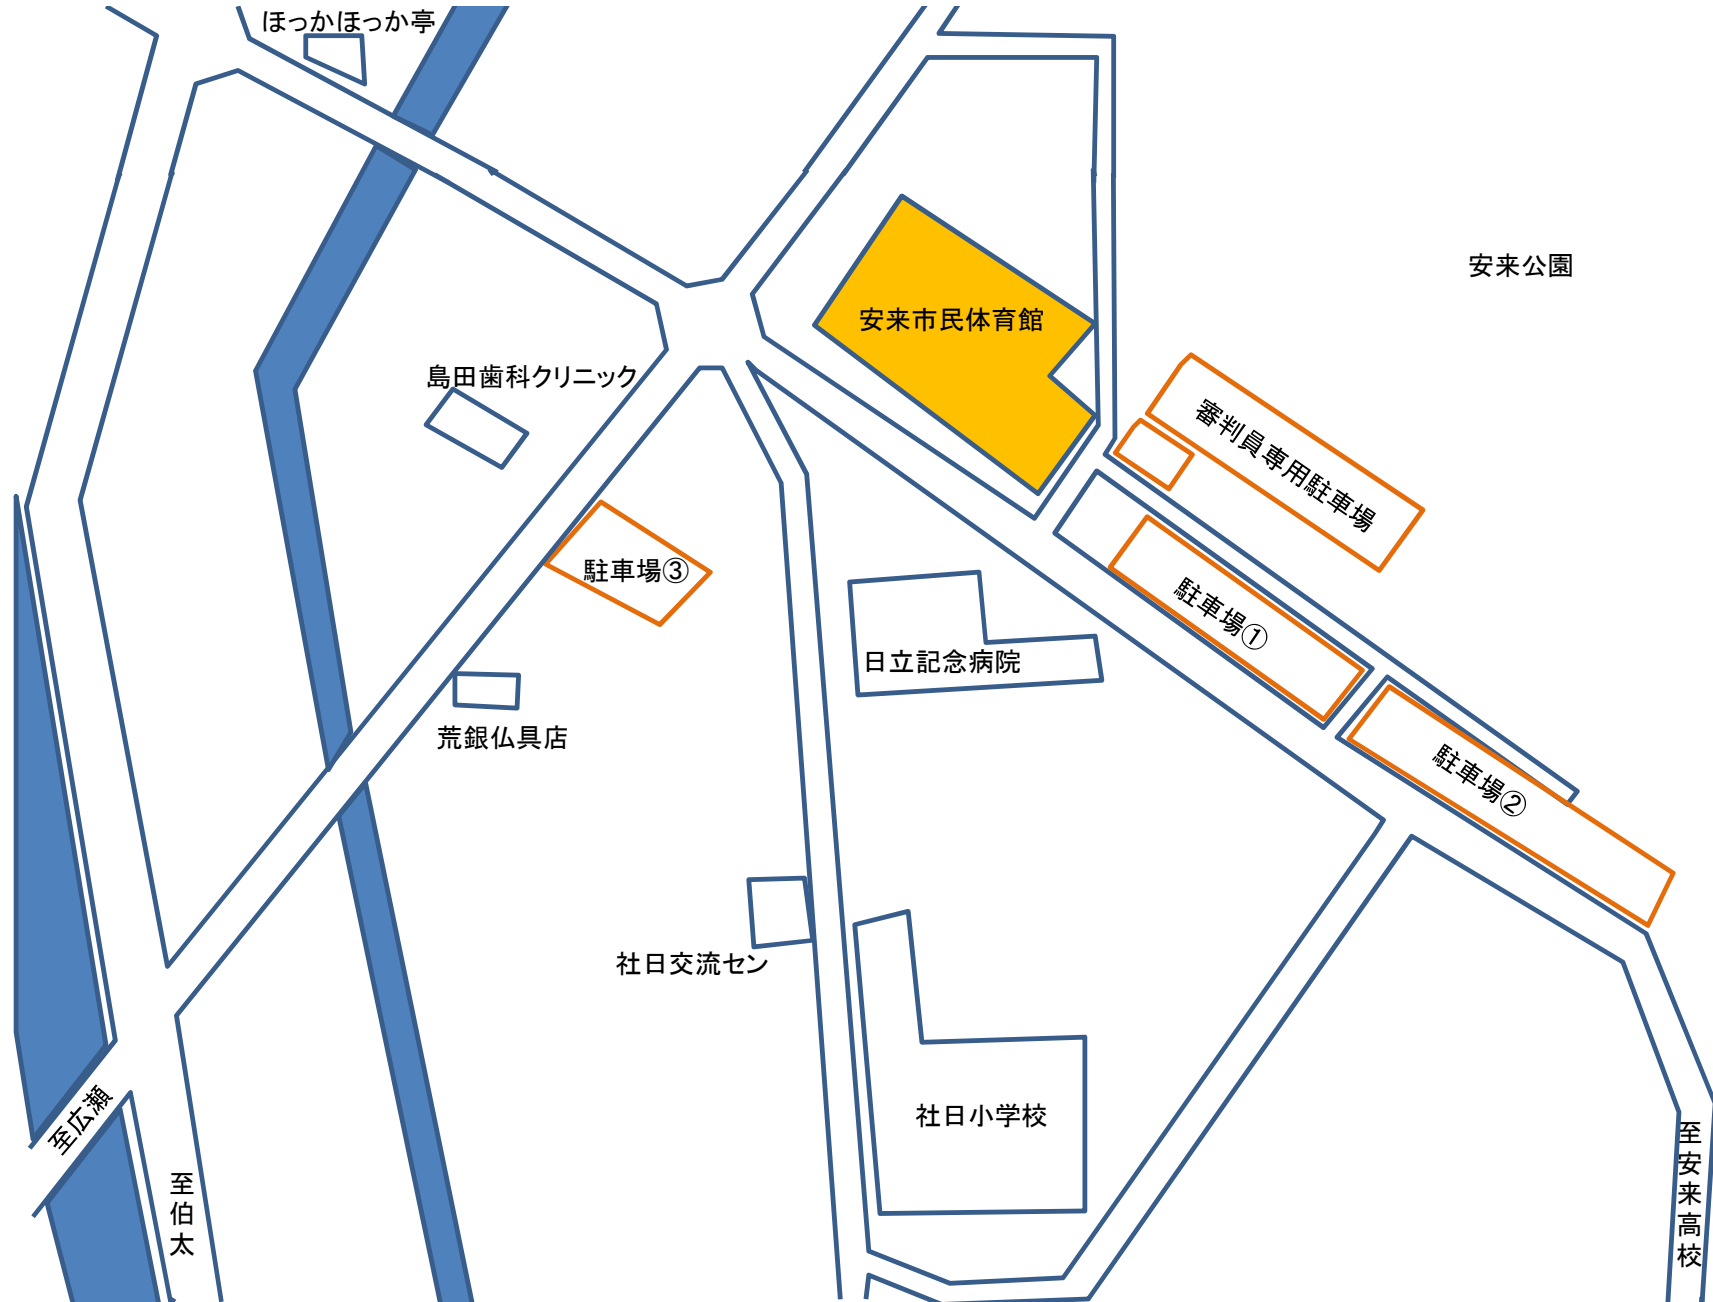 ほっかほっか亭
安来公園
安来市民体育館
島田歯科クリニック
審判員専用駐車場
駐車場③
駐車場①
日立記念病院
荒銀仏具店
駐車場②
社日交流セン
社日小学校
至広瀬
至伯太
至安来高校